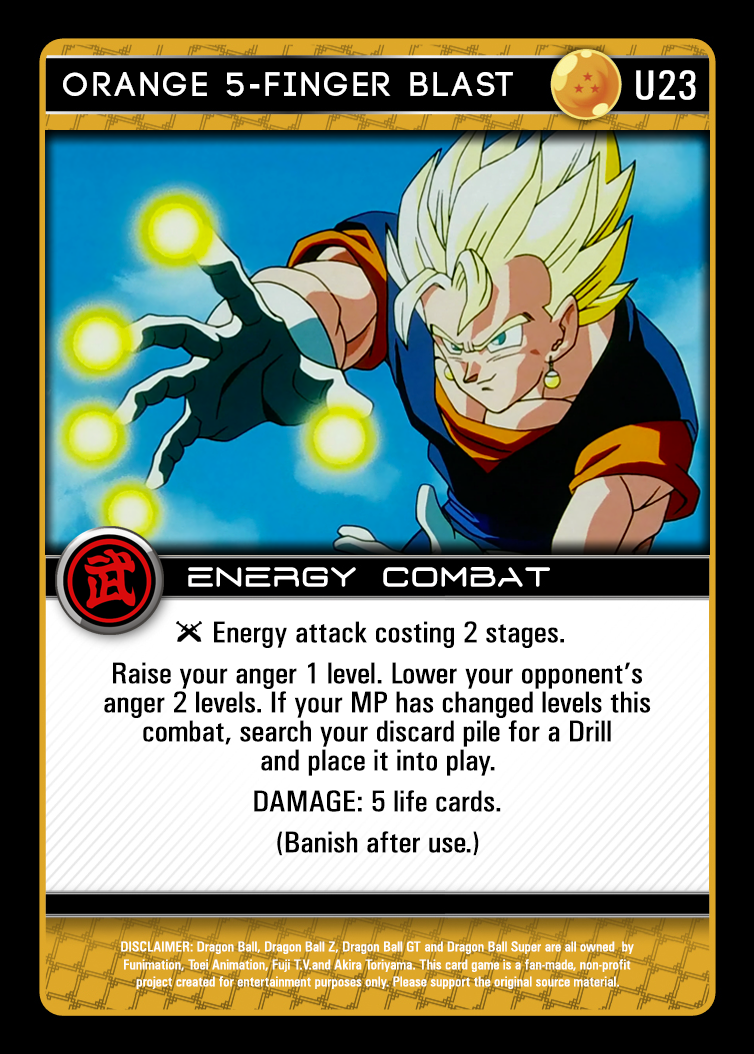 ORANGE 5-FINGER BLAST
U23
武
ENERGY COMBAT
Energy attack costing 2 stages.
Raise your anger 1 level. Lower your opponent's
anger 2 levels. If your MP has changed levels this
combat, search your discard pile for a Drill
and place it into play.
DAMAGE: 5 life cards.
(Banish after use.)
DISCLAIMER: Dragon Ball, Dragon Ball Z, Dragon Ball GT and Dragon Ball Super are all owned by
Funimation, Toei Animation, Fuji T.V.and Akira Toriyama. This card game is a fan-made, non-profit
project created for entertainment purposes only. Please support the original source material.